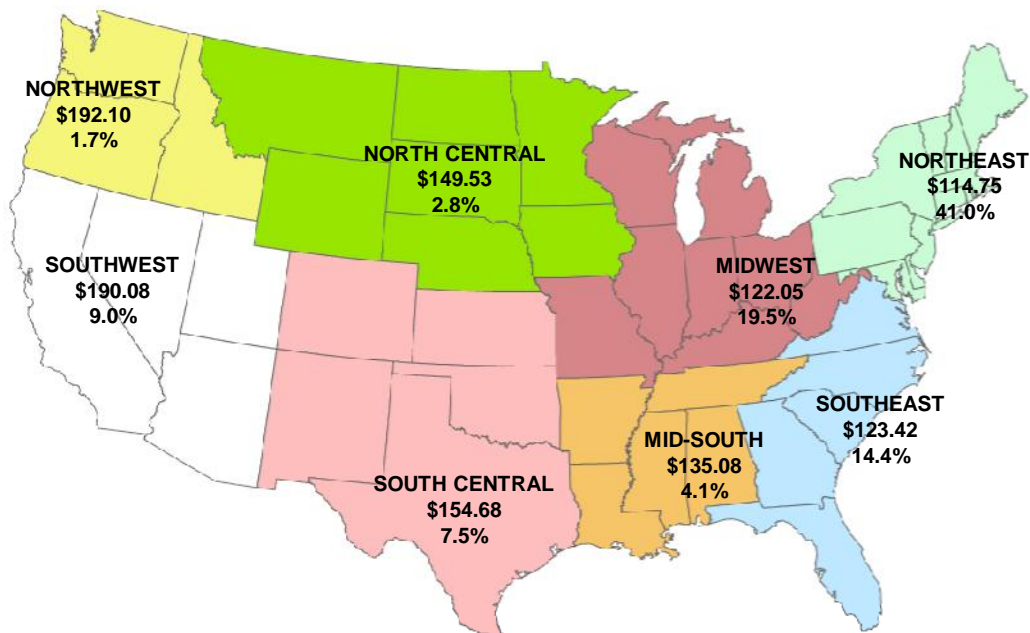 NORTHWEST
$192.10
1.7%
NORTH CENTRAL
$149.53
2.8%
NORTHEAST
$114.75
41.0%
SOUTHWEST
$190.08
9.0%
MIDWEST
$122.05
19.5%
SOUTHEAST
$123.42
14.4%
MID-SOUTH
$135.08
4.1%
SOUTH CENTRAL
$154.68
7.5%